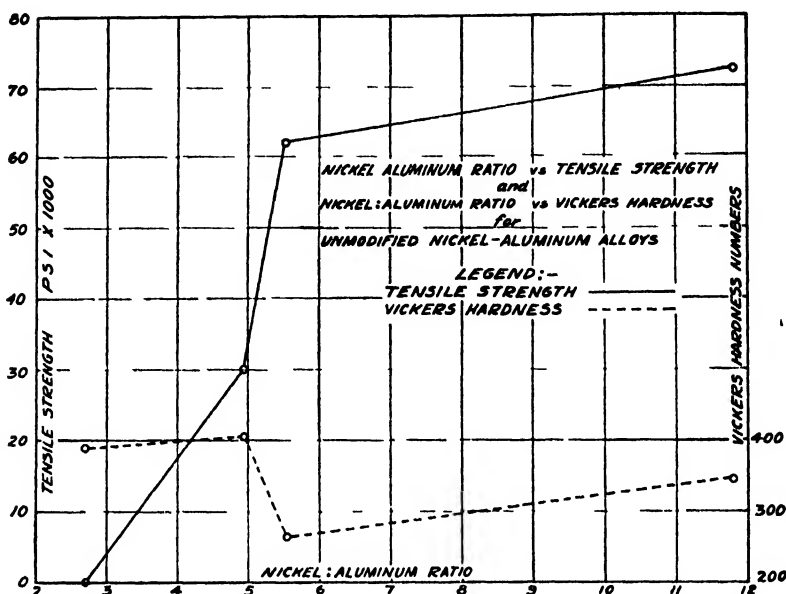 80
70
60
50
40
30
20
10
0
TENSILE STRENGTH PSI X 1000
NICKEL ALUMINUM RATIO vs TENSILE STRENGTH
and
NICKEL:ALUMINUM RATIO vs VICKERS HARDNESS
for
UNMODIFIED NICKEL-ALUMINUM ALLOYS
LEGEND:-
TENSILE STRENGTH
VICKERS HARDNESS
VICKERS HARDNESS NUMBERS
400
300
200
NICKEL:ALUMINUM RATIO
2 3 4 5 6 7 8 9 10 11 12